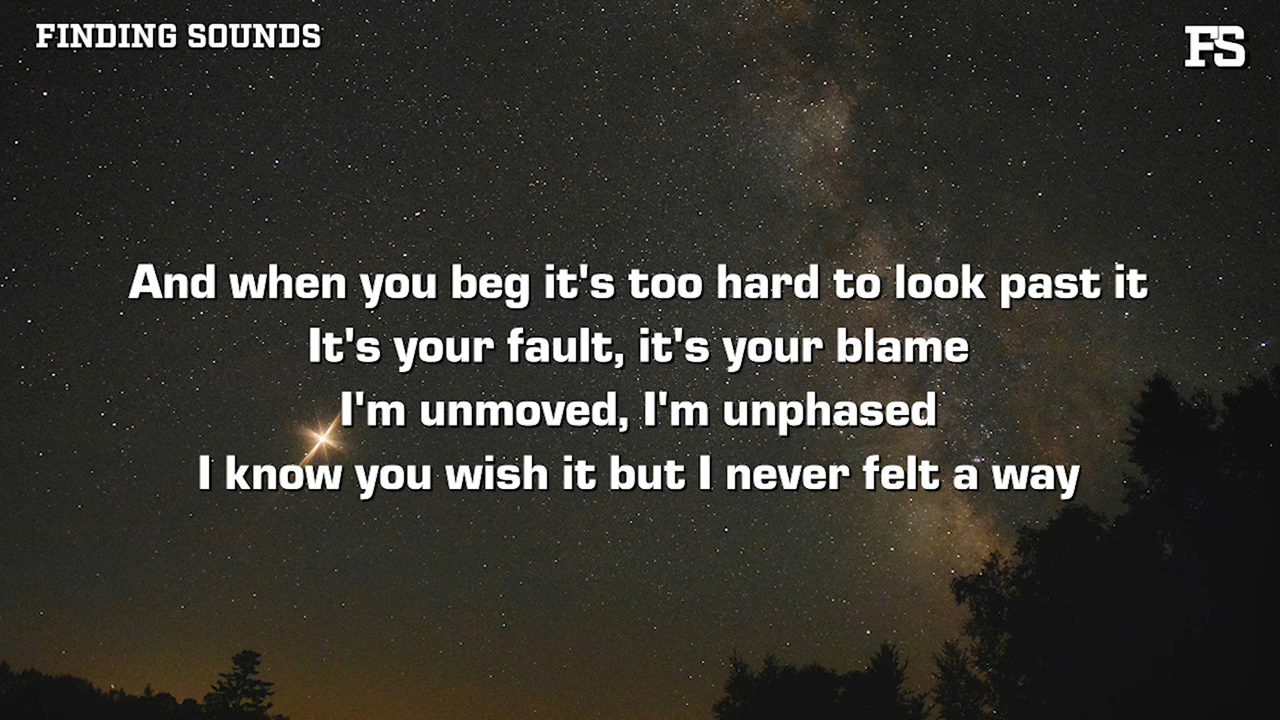 FINDING SOUNDS
FS
And when you beg it's too hard to look past it
It's your fault, it's your blame
I'm unmoved, I'm unphased
I know you wish it but I never felt a way